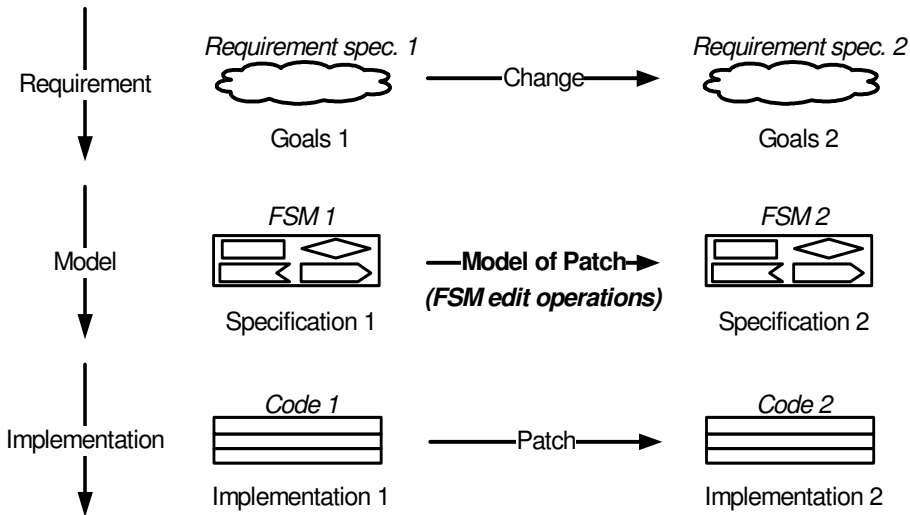 Requirement spec. 1
Requirement spec. 2
Requirement
Change
Goals 1
Goals 2
FSM 1
FSM 2
Model
Model of Patch
(FSM edit operations)
Specification 1
Specification 2
Code 1
Code 2
Implementation
Patch
Implementation 1
Implementation 2